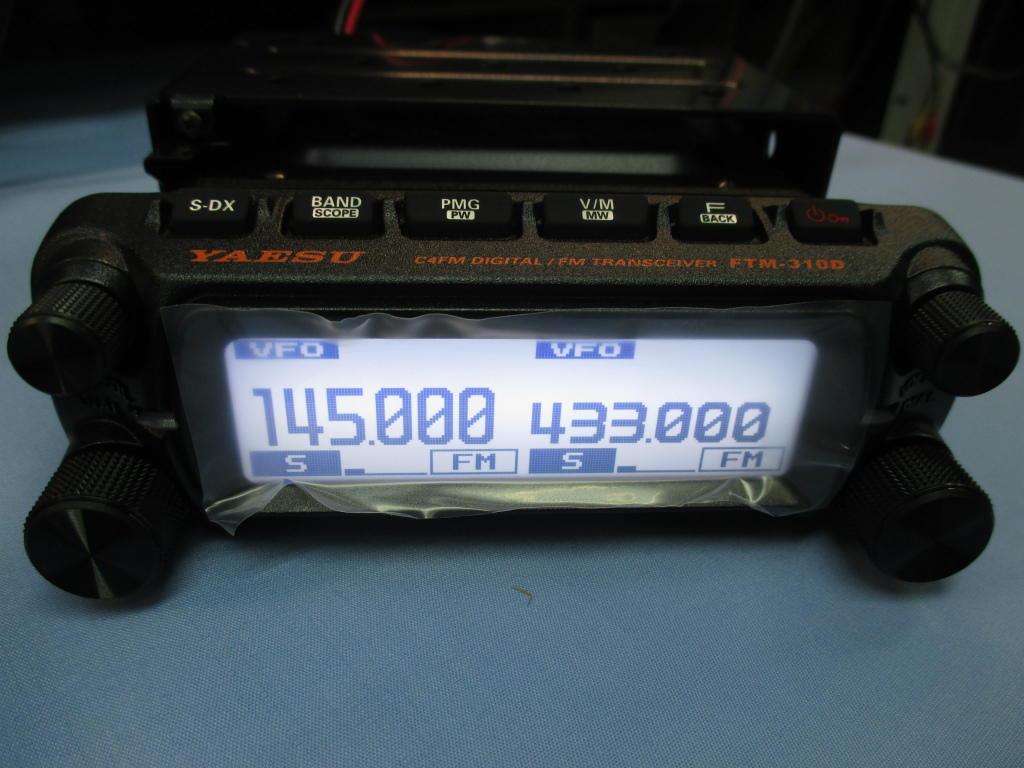 S-DX BAND PMG V/M F On
SCOPE PW MW BACK
YAESU C4FM DIGITAL / FM TRANSCEIVER FTM-310D
VFO VFO
145.000 433.000
S FM S FM